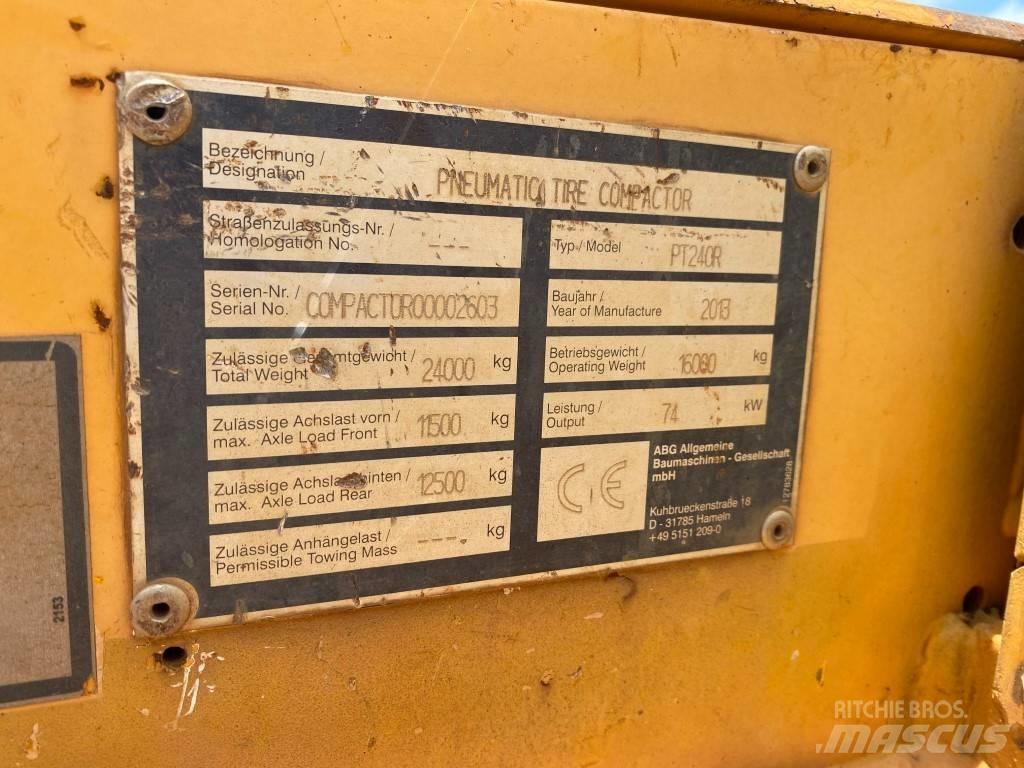 Bezeichnung /
Designation
PNEUMATIC TIRE COMPACTOR
Straßenzulassungs-Nr. /
Homologation No.
---
Typ / Model
PT240R
Serien-Nr. /
Serial No.
COMPACTOR00002603
Baujahr /
Year of Manufacture
2013
Zulässige Gesamtgewicht /
Total Weight
24000 kg
Betriebsgewicht /
Operating Weight
kg
Zulässige Achslast vorn /
max. Axle Load Front
11500 kg
Leistung /
Output
74 kW
Zulässige Achslast hinten /
max. Axle Load Rear
12500 kg
Zulässige Anhängelast /
Permissible Towing Mass
--- kg
CE
ABG Allgemeine
Baumaschinen - Gesellschaft
mbH
Kuhbrueckenstraße 18
D - 31785 Hameln
+49 5151 209-0
12783628
2153
RITCHIE BROS.
MASCUS